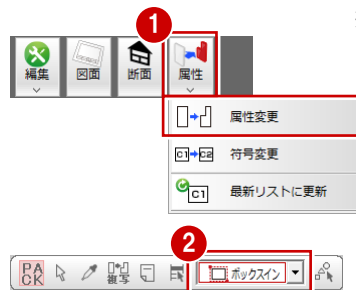 1
編集 図面 断面 属性
属性変更
C1 C2 符号変更
C1 最新リストに更新
2
PACK 複写 ボックスイン